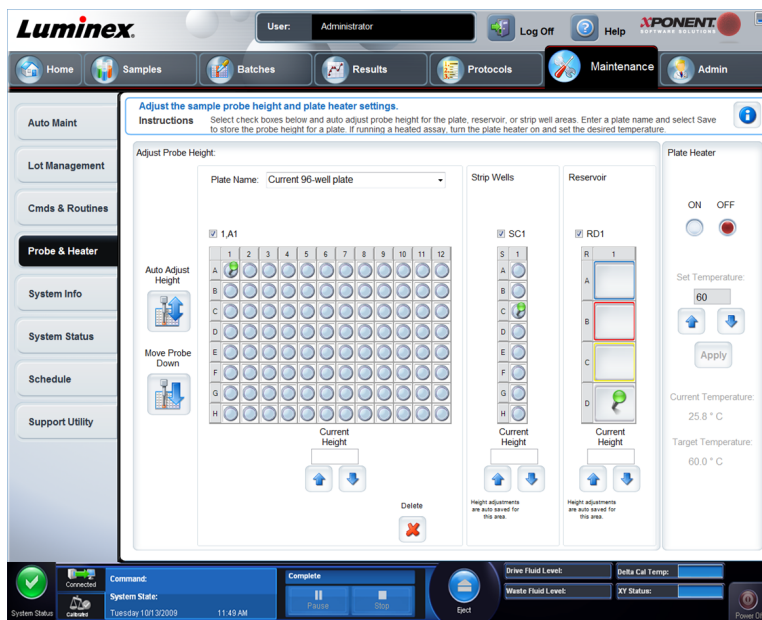 Luminex.
User: Administrator
Log Off
Help
XPONENT.
SOFTWARE SOLUTIONS
Home
Samples
Batches
Results
Protocols
Maintenance
Admin
Auto Maint
Lot Management
Cmds & Routines
Probe & Heater
System Info
System Status
Schedule
Support Utility
Adjust the sample probe height and plate heater settings.
Instructions
Select check boxes below and auto adjust probe height for the plate, reservoir, or strip well areas. Enter a plate name and select Save
to store the probe height for a plate. If running a heated assay, turn the plate heater on and set the desired temperature.
Adjust Probe Height:
Auto Adjust
Height
Move Probe
Down
Plate Name: Current 96-well plate
1,A1
1 2 3 4 5 6 7 8 9 10 11 12
A
B
C
D
E
F
G
H
Current
Height
Delete
Strip Wells
SC1
S 1
A
B
C
D
E
F
G
H
Current
Height
Height adjustments
are auto saved for
this area.
Reservoir
RD1
R 1
A
B
C
D
Current
Height
Height adjustments
are auto saved for
this area.
Plate Heater
ON OFF
Set Temperature:
60
Apply
Current Temperature:
25.8 ° C
Target Temperature:
60.0 ° C
System Status
Connected
Calibrated
Command:
System State:
Tuesday 10/13/2009 11:49 AM
Complete
Pause
Stop
Eject
Drive Fluid Level:
Waste Fluid Level:
Delta Cal Temp:
XY Status: